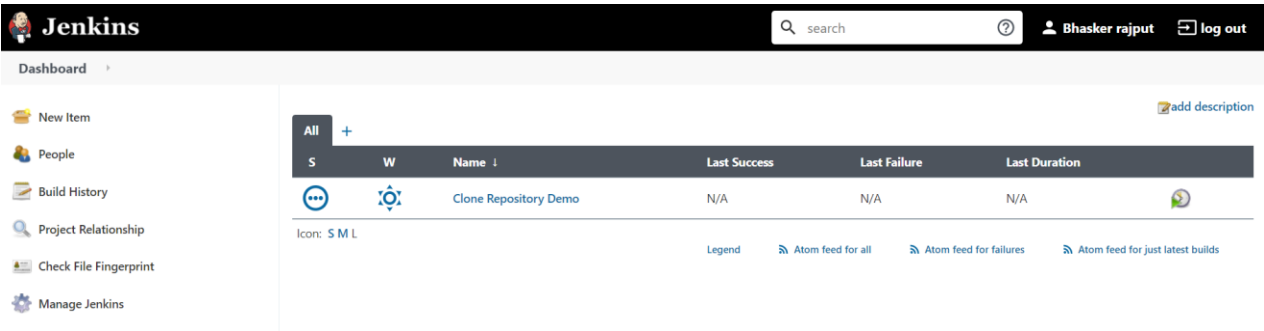 Jenkins search Bhasker rajput log out
Dashboard
New Item
People
Build History
Project Relationship
Check File Fingerprint
Manage Jenkins
add description
All +
S W Name ↓ Last Success Last Failure Last Duration
Clone Repository Demo N/A N/A N/A
Icon: S M L
Legend Atom feed for all Atom feed for failures Atom feed for just latest builds